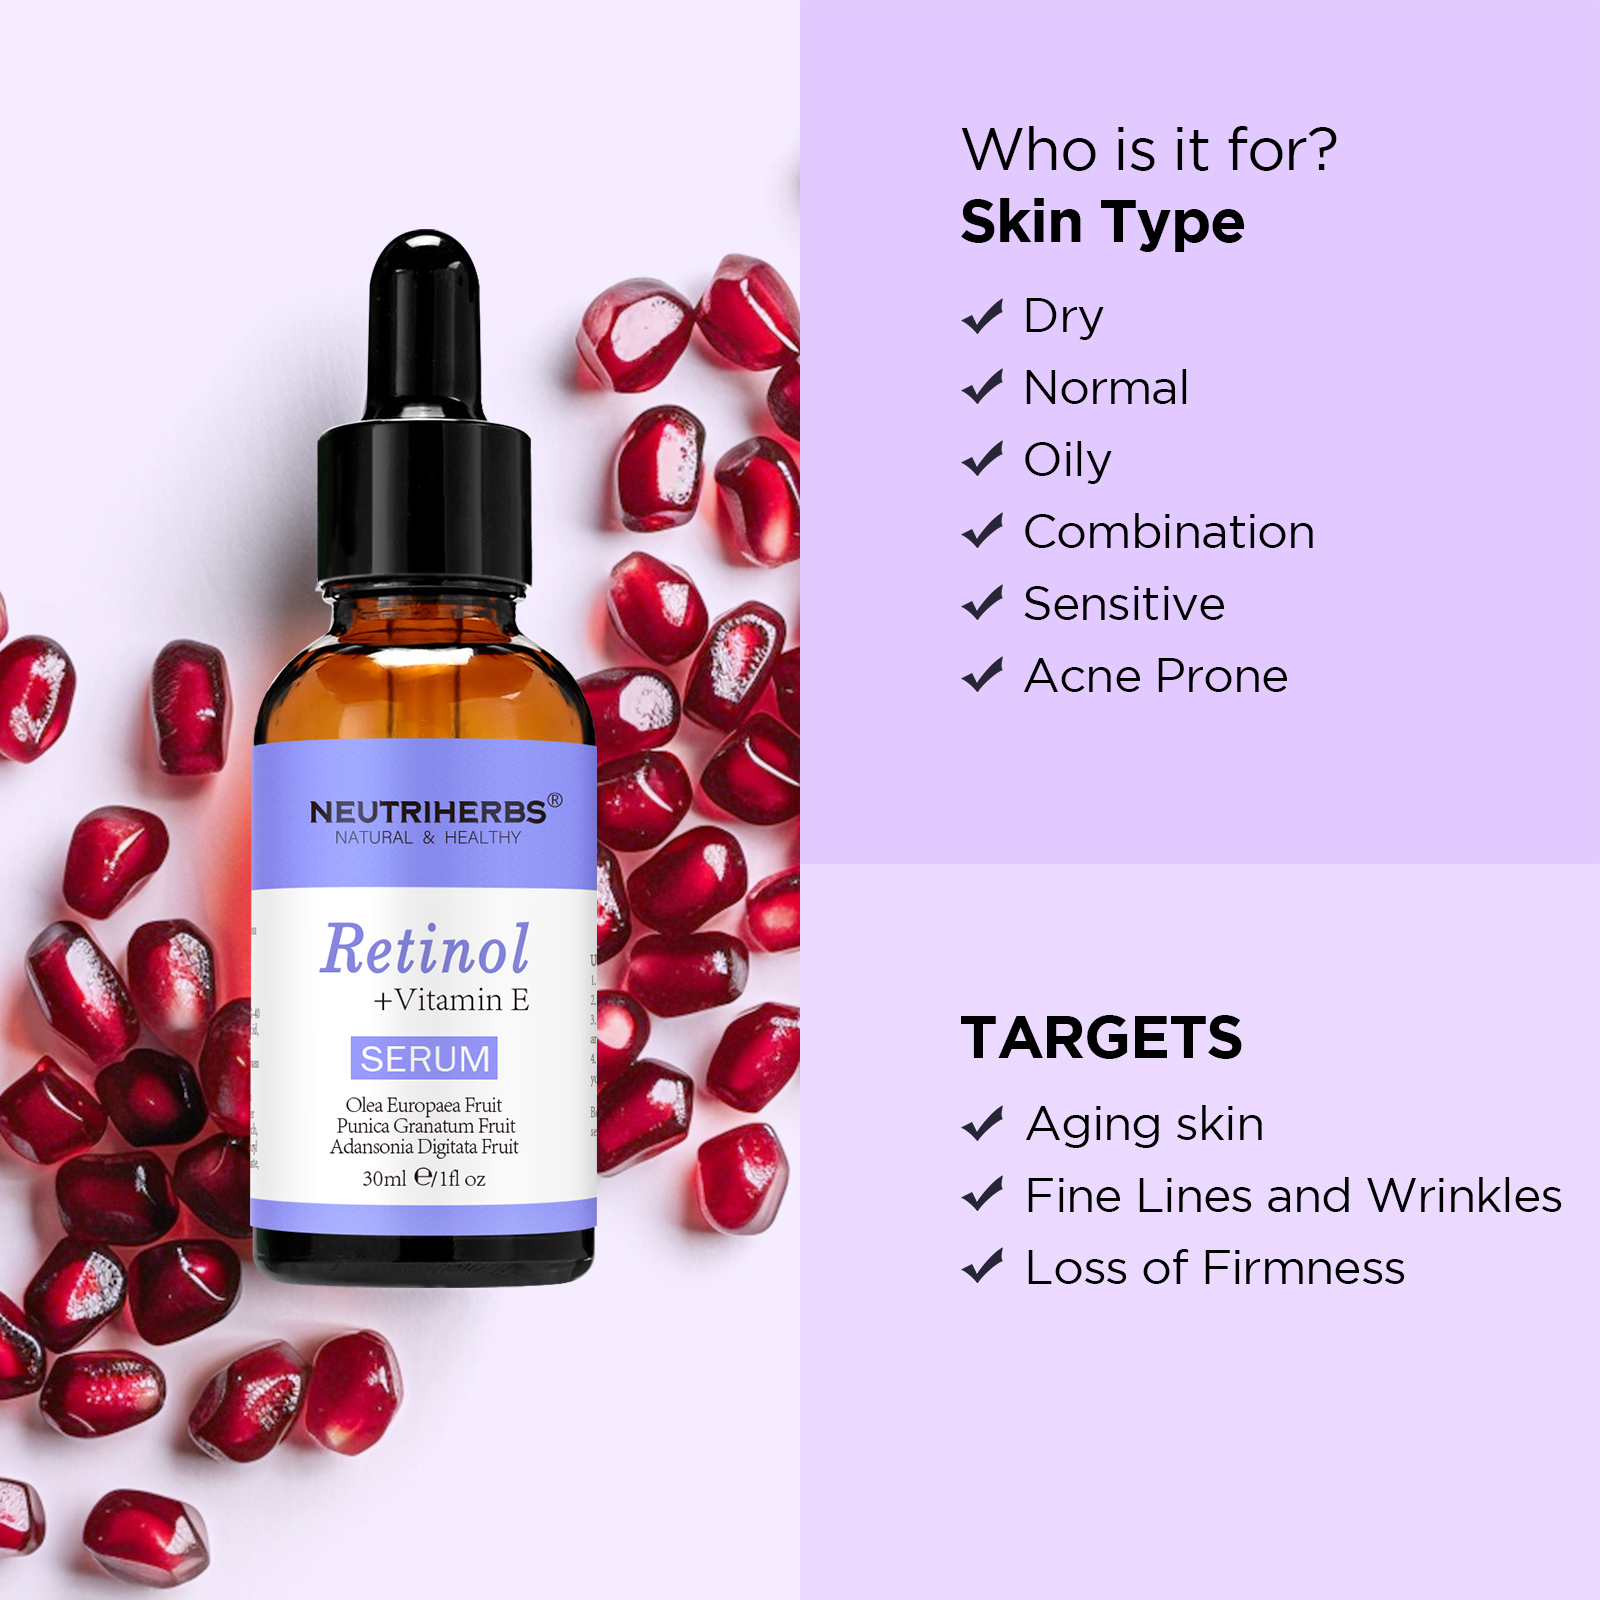 NEUTRIHERBS®
NATURAL & HEALTHY
Retinol
+Vitamin E
SERUM
Olea Europaea Fruit
Punica Granatum Fruit
Adansonia Digitata Fruit
30ml ℮/1fl oz
Who is it for?
Skin Type
Dry
Normal
Oily
Combination
Sensitive
Acne Prone
TARGETS
Aging skin
Fine Lines and Wrinkles
Loss of Firmness